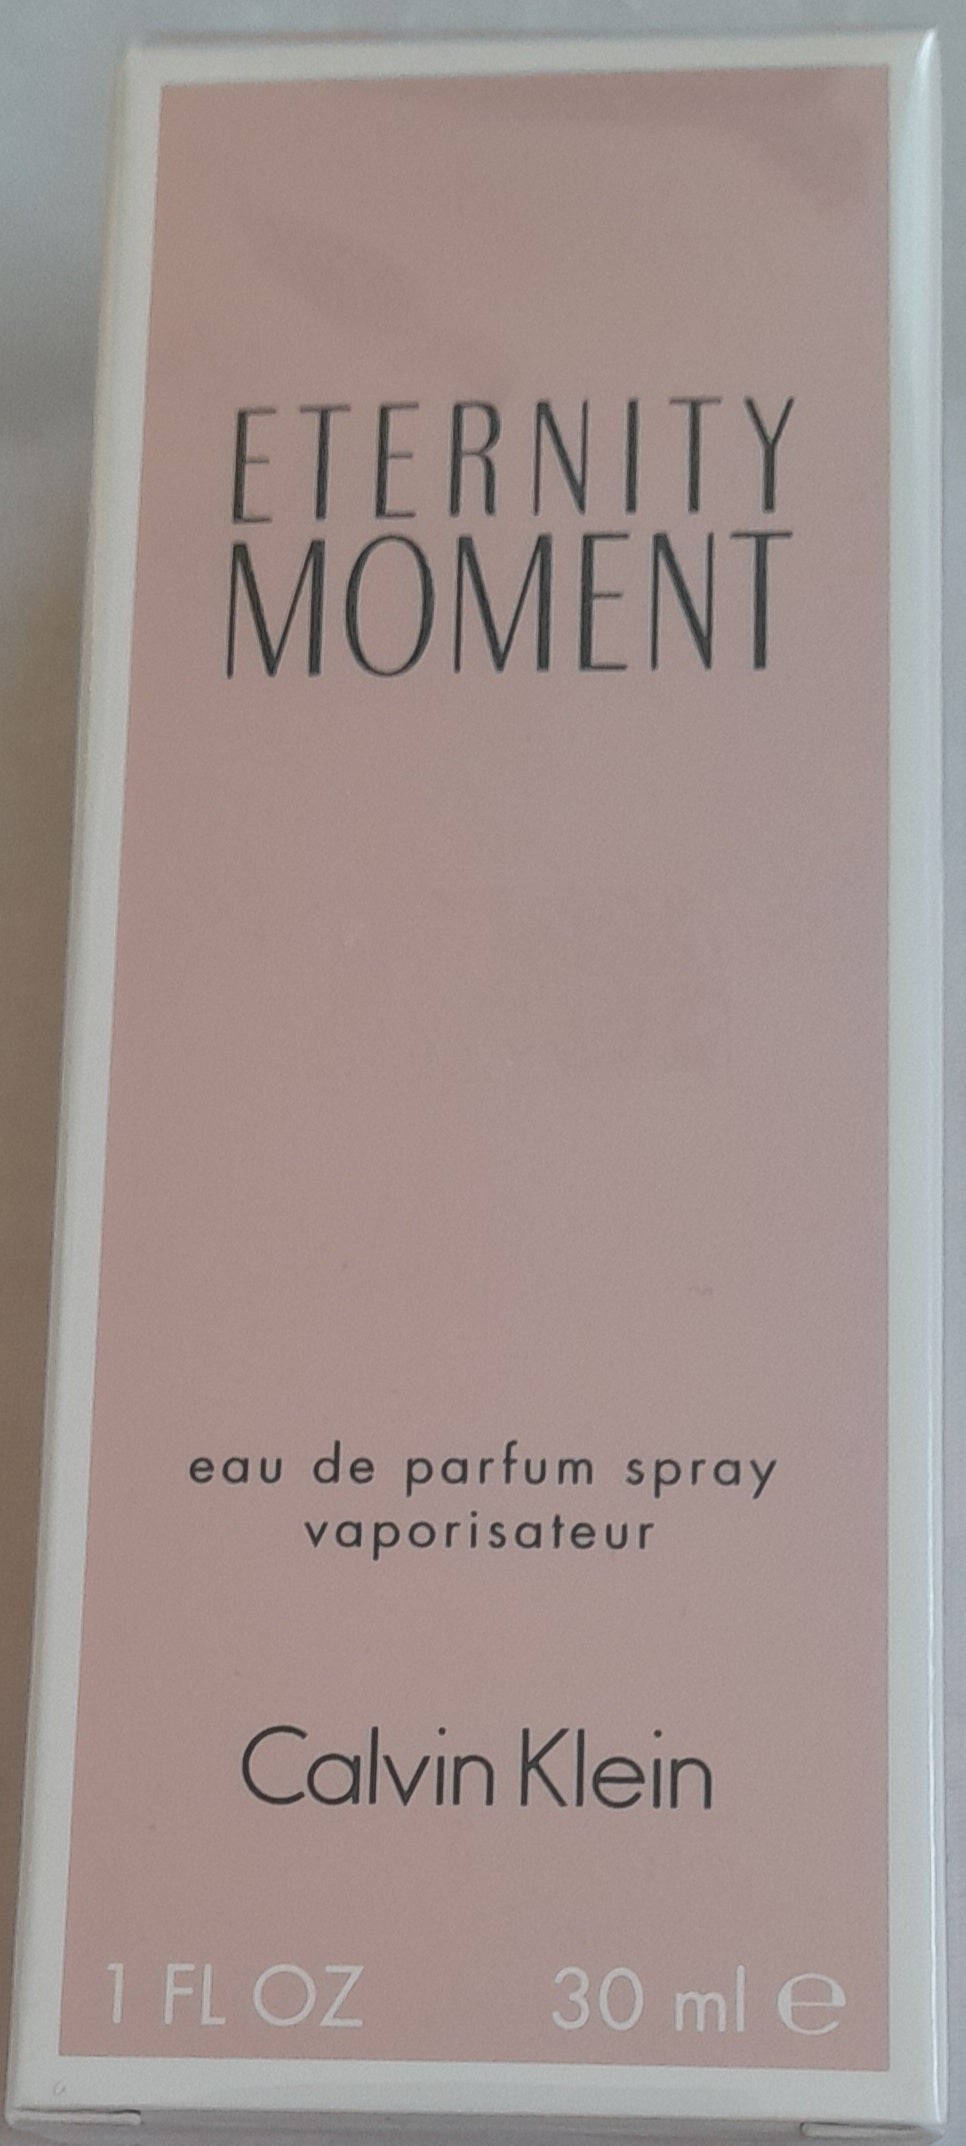 ETERNITY
MOMENT
eau de parfum spray
vaporisateur
Calvin Klein
1 FL OZ 30 ml ℮